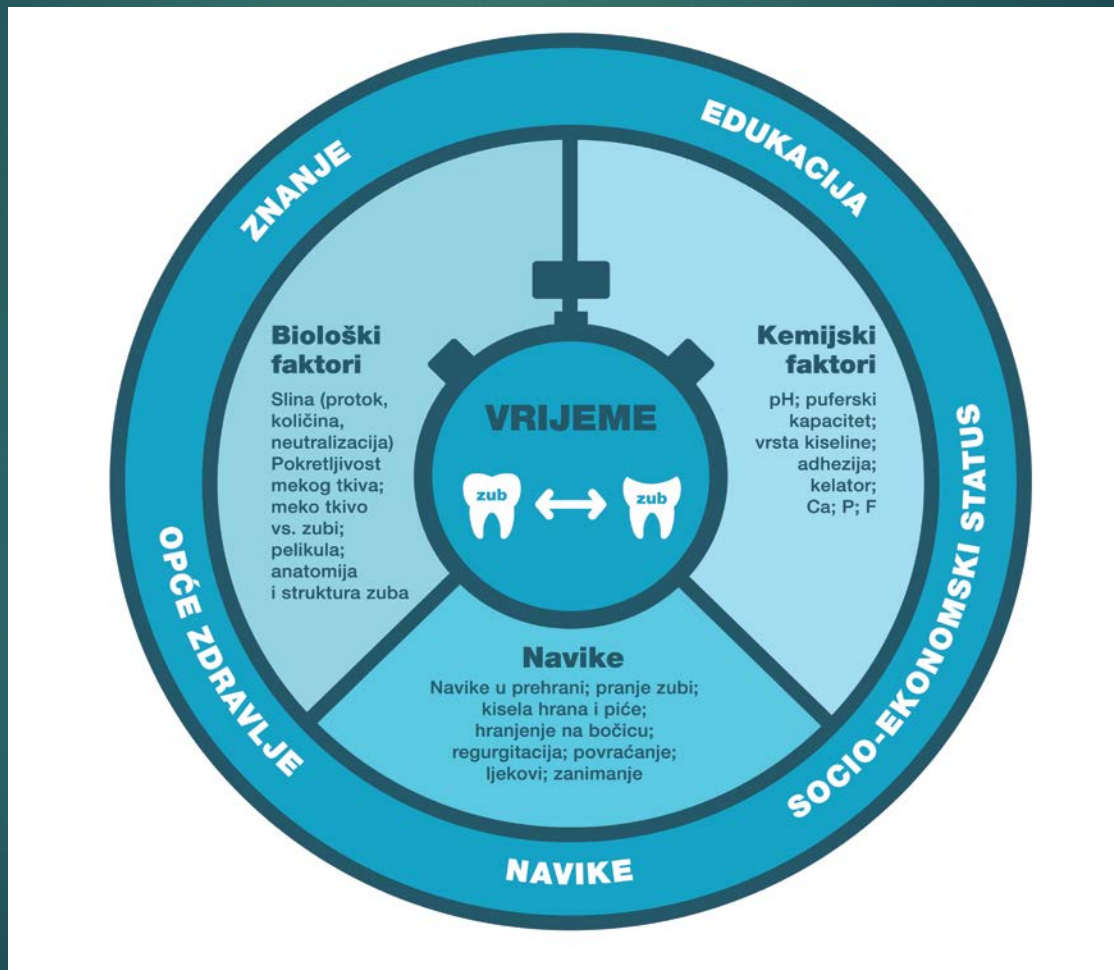 ZNANJE
EDUKACIJA
Biološki
faktori
Slina (protok,
količina,
neutralizacija)
Pokretljivost
mekog tkiva;
meko tkivo
vs. zubi;
pelikula;
anatomija
i struktura zuba
VRIJEME
zub
zub
Kemijski
faktori
pH; puferski
kapacitet;
vrsta kiseline;
adhezija;
kelator;
Ca; P; F
OPĆE ZDRAVLJE
SOCIO-EKONOMSKI STATUS
Navike
Navike u prehrani; pranje zubi;
kisela hrana i piće;
hranjenje na bočicu;
regurgitacija; povraćanje;
ljekovi; zanimanje
NAVIKE